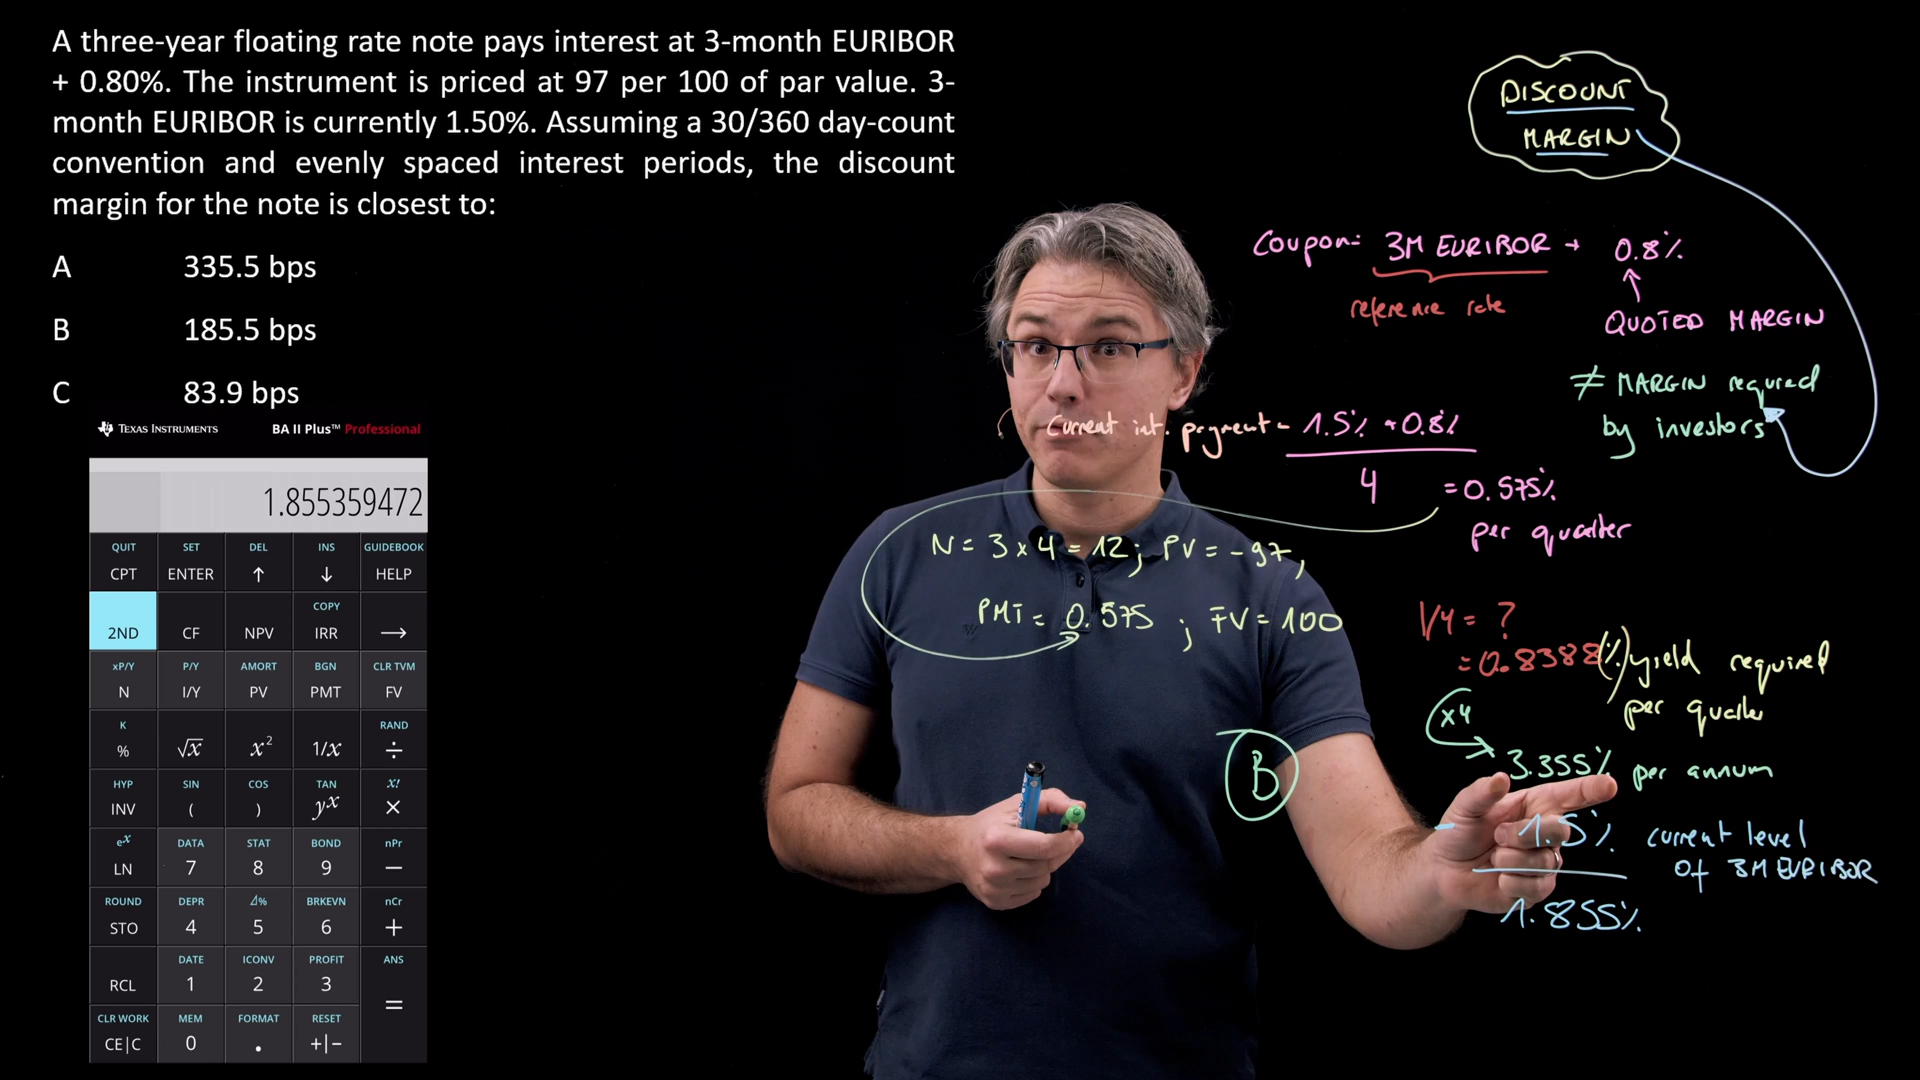 A three-year floating rate note pays interest at 3-month EURIBOR
+ 0.80%. The instrument is priced at 97 per 100 of par value. 3-
month EURIBOR is currently 1.50%. Assuming a 30/360 day-count
convention and evenly spaced interest periods, the discount
margin for the note is closest to:
A 335.5 bps
B 185.5 bps
C 83.9 bps
TEXAS INSTRUMENTS BA II Plus™ Professional
1.855359472
QUIT SET DEL INS GUIDEBOOK
CPT ENTER ↑ ↓ HELP
COPY
2ND CF NPV IRR →
xP/Y P/Y AMORT BGN CLR TVM
N I/Y PV PMT FV
K RAND
% √x x² 1/x ÷
HYP SIN COS TAN x!
INV ( ) yˣ ×
eˣ DATA STAT BOND nPr
LN 7 8 9 −
ROUND DEPR Δ% BRKEVN nCr
STO 4 5 6 +
DATE ICONV PROFIT ANS
RCL 1 2 3 =
CLR WORK MEM FORMAT RESET
CE|C 0 . +|−
DISCOUNT
MARGIN
Coupon= 3M EURIBOR + 0.8%
reference rate
QUOTED MARGIN
≠ MARGIN required
by investors
Current int. payment = 1.5% + 0.8%
4
= 0.575%
per quarter
N = 3 x 4 = 12; PV = -97,
PMT = 0.575 ; FV = 100
I/Y = ?
= 0.8388(%) yield required
per quarter
x4
3.355% per annum
- 1.5% current level
of 3M EURIBOR
1.855%
B